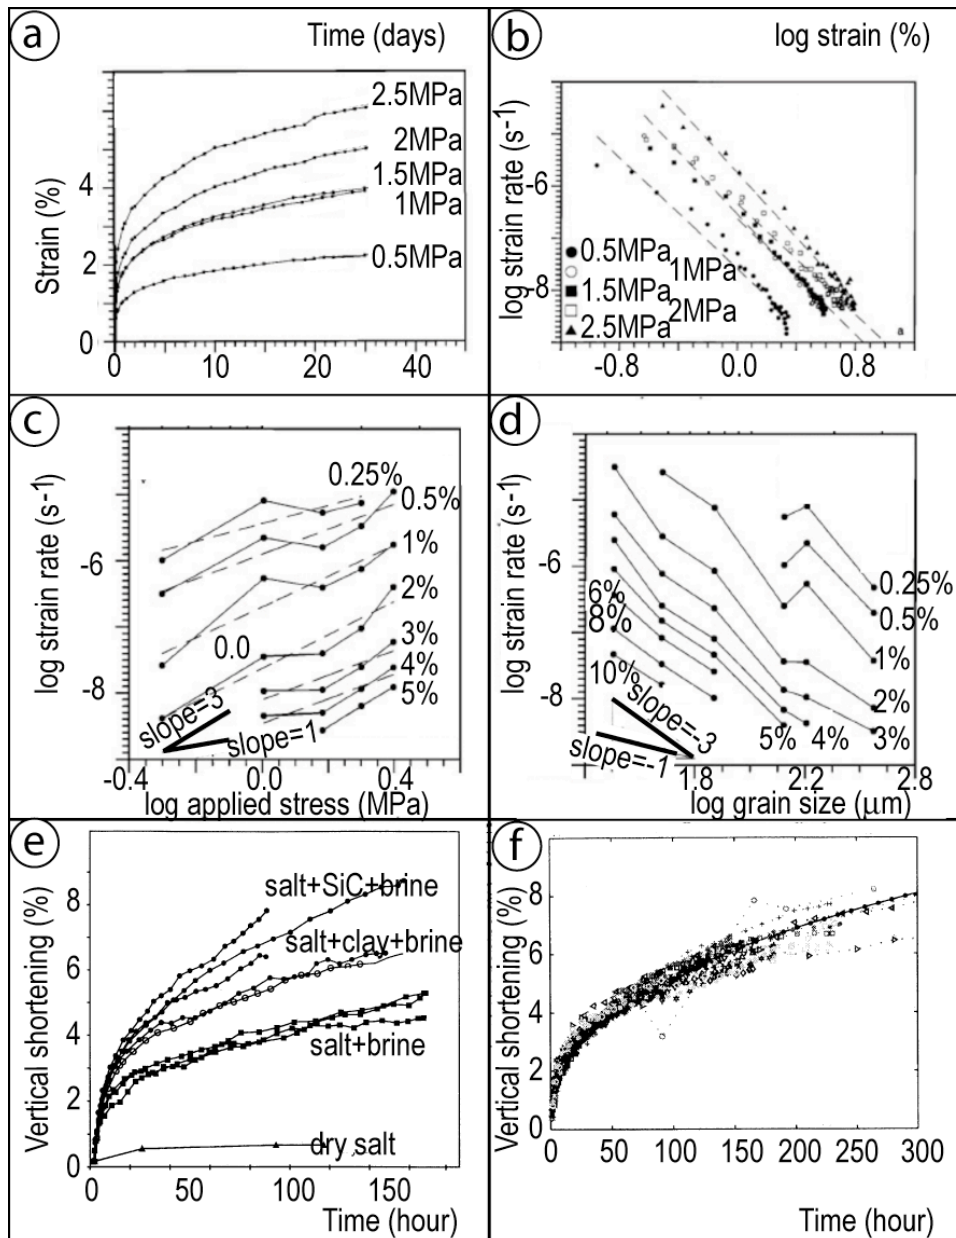 a
Time (days)
Strain (%)
4
2
0
0
10
20
30
2.5MPa
2MPa
1.5MPa
1MPa
0.5MPa
b
log strain (%)
log strain rate (s-1)
-6
-8
0.5MPa
1MPa
1.5MPa
2MPa
2.5MPa
a
-0.8
0.0
0.8
c
log strain rate (s-1)
-6
-8
0.25%
0.5%
1%
2%
3%
4%
5%
0.0
slope=3
slope=1
-0.4
0.0
0.4
log applied stress (MPa)
d
log strain rate (s-1)
-6
-8
0.25%
0.5%
1%
2%
3%
4%
5%
6%
8%
10%
slope=-3
slope=-1
1.8
2.2
2.8
log grain size (μm)
e
Vertical shortening (%)
8
6
4
2
0
salt+SiC+brine
salt+clay+brine
salt+brine
dry salt
0
50
100
150
Time (hour)
f
Vertical shortening (%)
8
6
4
2
0
0
50
100
150
200
250
300
Time (hour)